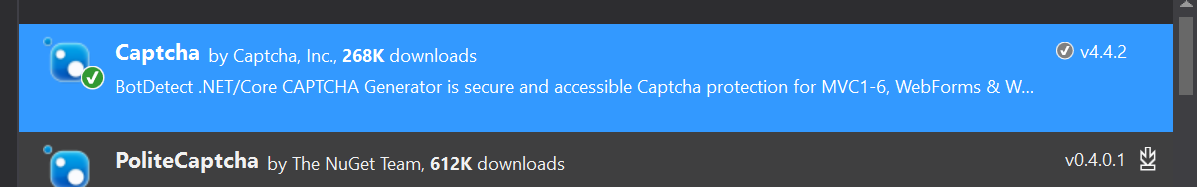 Captcha by Captcha, Inc., 268K downloads v4.4.2
BotDetect .NET/Core CAPTCHA Generator is secure and accessible Captcha protection for MVC1-6, WebForms & W...
PoliteCaptcha by The NuGet Team, 612K downloads v0.4.0.1